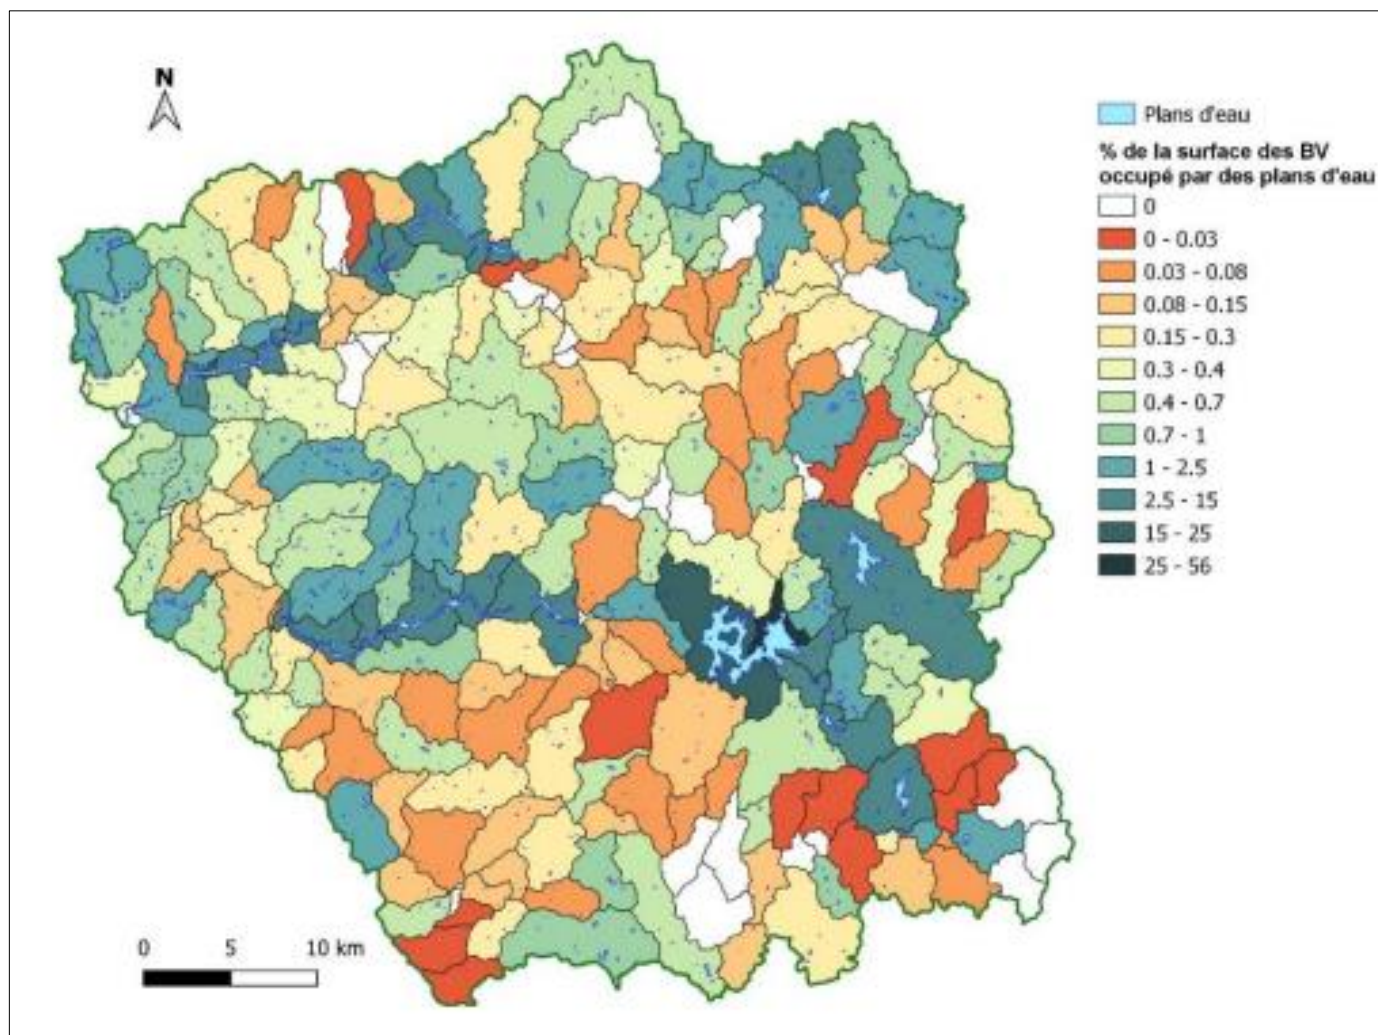 N
Plans d'eau
% de la surface des BV
occupé par des plans d'eau
0
0 - 0.03
0.03 - 0.08
0.08 - 0.15
0.15 - 0.3
0.3 - 0.4
0.4 - 0.7
0.7 - 1
1 - 2.5
2.5 - 15
15 - 25
25 - 56
0 5 10 km